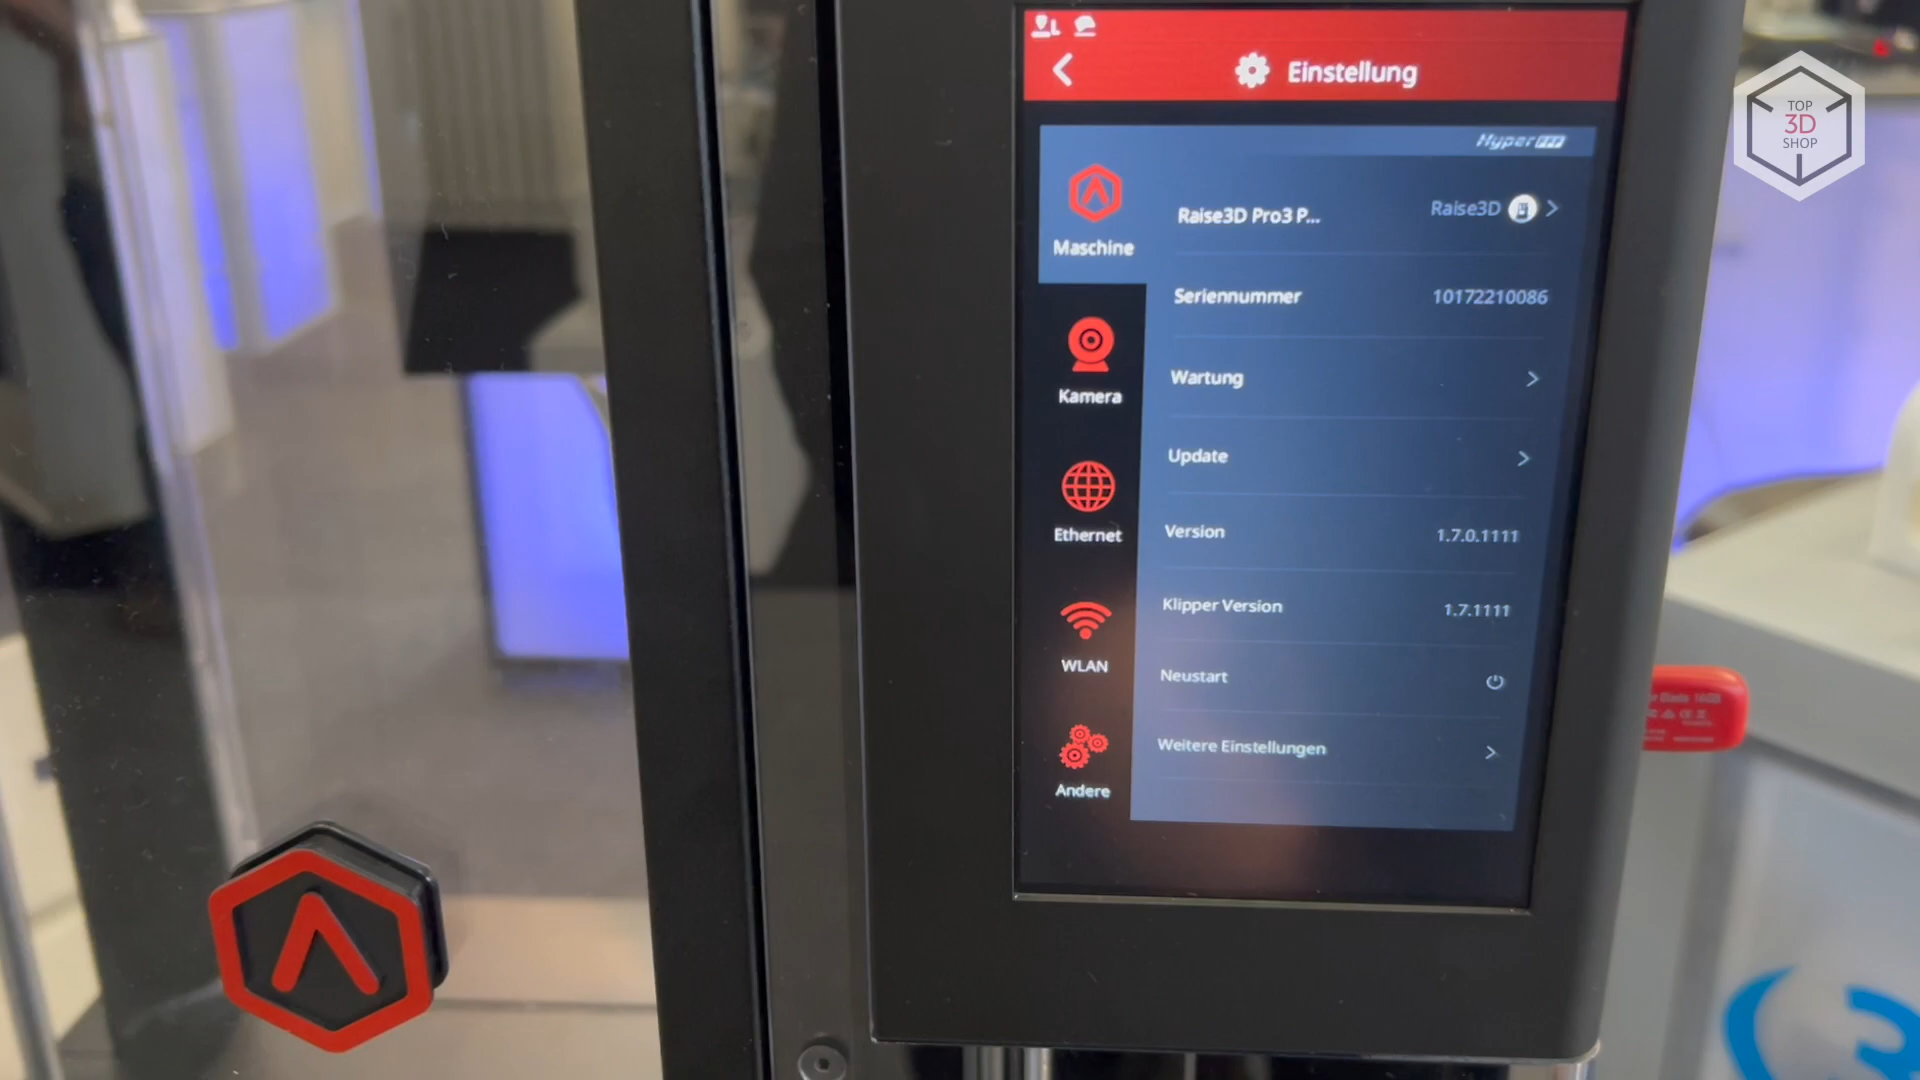 Einstellung
TOP
3D
SHOP
Hyper FFF
Raise3D Pro3 P...
Raise3D
Maschine
Seriennummer
10172210086
Kamera
Wartung
Update
Ethernet
Version
1.7.0.1111
Klipper Version
1.7.1111
WLAN
Neustart
Weitere Einstellungen
Andere
3